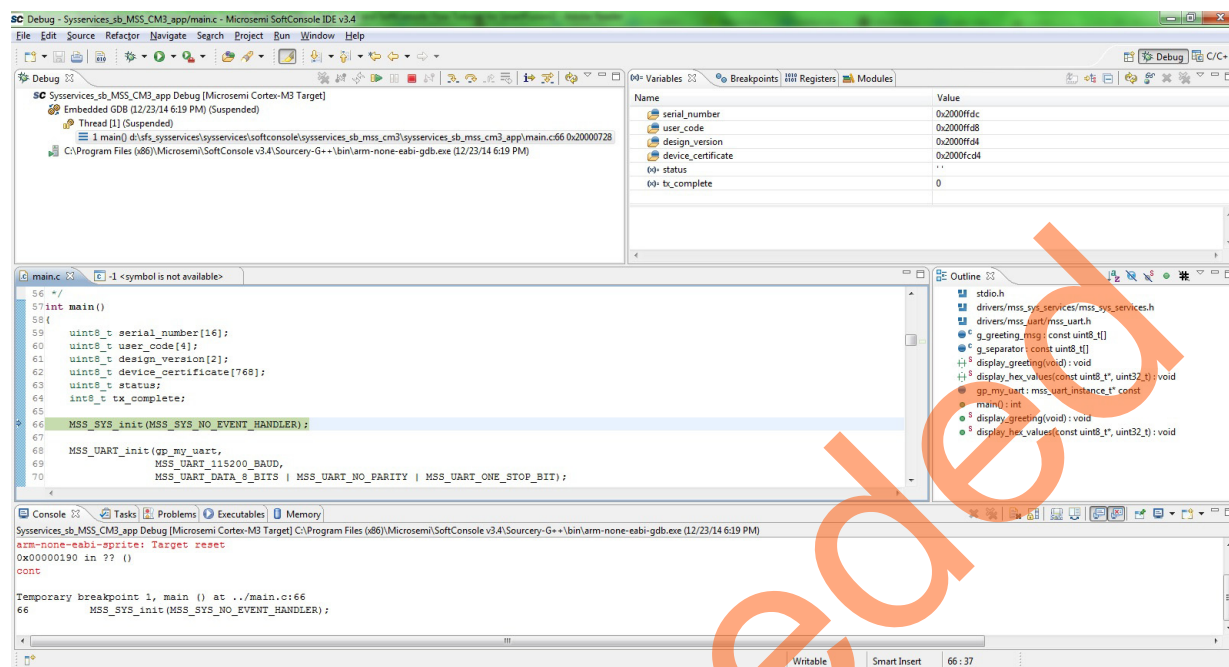 SC Debug - Sysservices_sb_MSS_CM3_app/main.c - Microsemi SoftConsole IDE v3.4
File Edit Source Refactor Navigate Search Project Run Window Help
Debug C/C+
Debug
SC Sysservices_sb_MSS_CM3_app Debug [Microsemi Cortex-M3 Target]
Embedded GDB (12/23/14 6:19 PM) (Suspended)
Thread [1] (Suspended)
1 main() d:\sfs_sysservices\sysservices\softconsole\sysservices_sb_mss_cm3\sysservices_sb_mss_cm3_app\main.c:66 0x20000728
C:\Program Files (x86)\Microsemi\SoftConsole v3.4\Sourcery-G++\bin\arm-none-eabi-gdb.exe (12/23/14 6:19 PM)
(x)= Variables Breakpoints Registers Modules
Name Value
serial_number 0x2000ffdc
user_code 0x2000ffd8
design_version 0x2000ffd4
device_certificate 0x2000fcd4
(x)= status ' '
(x)= tx_complete 0
main.c -1 <symbol is not available>
56 */
57 int main()
58 {
59 uint8_t serial_number[16];
60 uint8_t user_code[4];
61 uint8_t design_version[2];
62 uint8_t device_certificate[768];
63 uint8_t status;
64 int8_t tx_complete;
65
66 MSS_SYS_init(MSS_SYS_NO_EVENT_HANDLER);
67
68 MSS_UART_init(gp_my_uart,
69 MSS_UART_115200_BAUD,
70 MSS_UART_DATA_8_BITS | MSS_UART_NO_PARITY | MSS_UART_ONE_STOP_BIT);
Outline
stdio.h
drivers/mss_sys_services/mss_sys_services.h
drivers/mss_uart/mss_uart.h
g_greeting_msg : const uint8_t[]
g_separator : const uint8_t[]
display_greeting(void) : void
display_hex_values(const uint8_t*, uint32_t) : void
gp_my_uart : mss_uart_instance_t* const
main() : int
display_greeting(void) : void
display_hex_values(const uint8_t*, uint32_t) : void
Console Tasks Problems Executables Memory
Sysservices_sb_MSS_CM3_app Debug [Microsemi Cortex-M3 Target] C:\Program Files (x86)\Microsemi\SoftConsole v3.4\Sourcery-G++\bin\arm-none-eabi-gdb.exe (12/23/14 6:19 PM)
arm-none-eabi-sprite: Target reset
0x00000190 in ?? ()
cont
Temporary breakpoint 1, main () at ../main.c:66
66 MSS_SYS_init(MSS_SYS_NO_EVENT_HANDLER);
Writable Smart Insert 66 : 37
ded